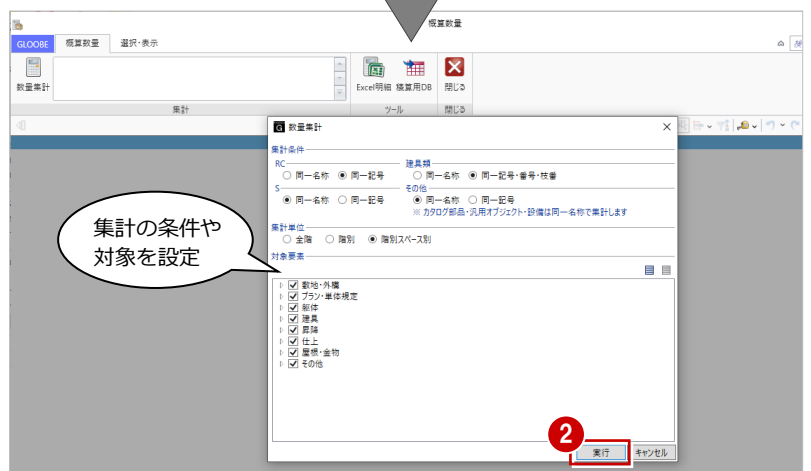 概算数量
GLOOBE 概算数量 選択・表示
数量集計
Excel明細 積算用DB 閉じる
集計 ツール 閉じる
数量集計
集計条件
RC 建具類
同一名称 同一記号 同一名称 同一記号・番号・枝番
S その他
同一名称 同一記号 同一名称 同一記号
※ カタログ部品・汎用オブジェクト・設備は同一名称で集計します
集計単位
全階 階別 階別スペース別
対象要素
敷地・外構
プラン・単体規定
躯体
建具
昇降
仕上
屋根・金物
その他
集計の条件や
対象を設定
2
実行 キャンセル